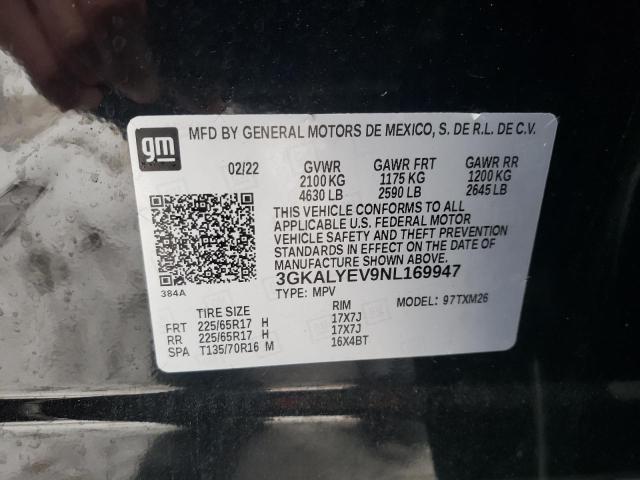 gm
MFD BY GENERAL MOTORS DE MEXICO, S. DE R.L. DE C.V.
02/22 GVWR GAWR FRT GAWR RR
2100 KG 1175 KG 1200 KG
4630 LB 2590 LB 2645 LB
THIS VEHICLE CONFORMS TO ALL
APPLICABLE U.S. FEDERAL MOTOR
VEHICLE SAFETY AND THEFT PREVENTION
STANDARDS IN EFFECT ON THE DATE OF
MANUFACTURE SHOWN ABOVE.
3GKALYEV9NL169947
384A TYPE: MPV MODEL: 97TXM26
TIRE SIZE RIM
FRT 225/65R17 H 17X7J
RR 225/65R17 H 17X7J
SPA T135/70R16 M 16X4BT